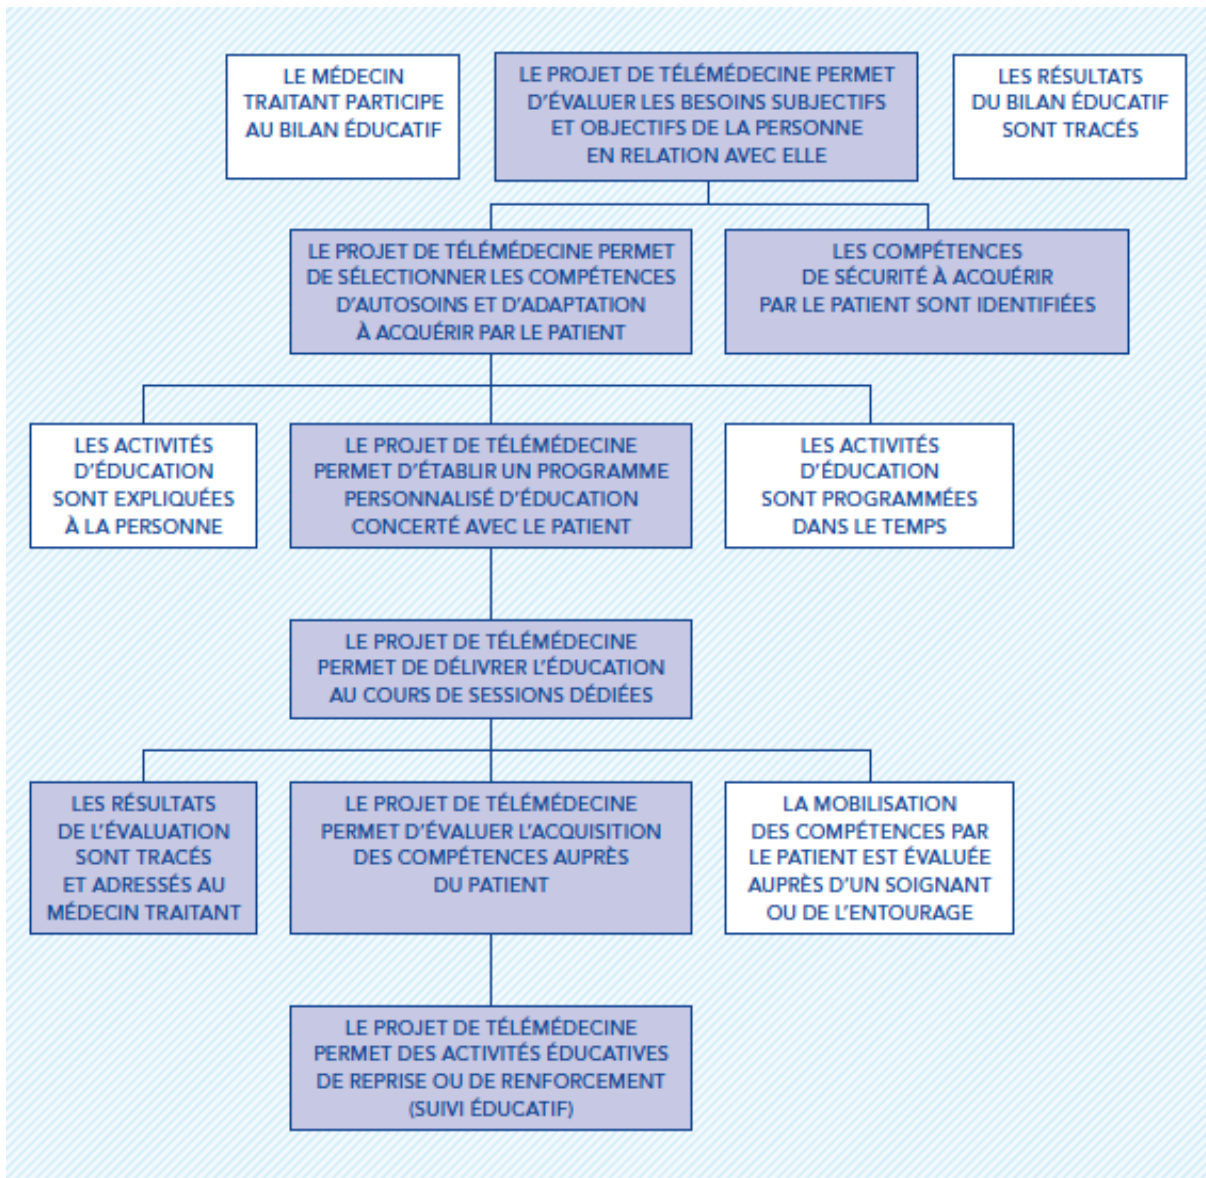 LE MÉDECIN
TRAITANT PARTICIPE
AU BILAN ÉDUCATIF
LE PROJET DE TÉLÉMÉDECINE PERMET
D'ÉVALUER LES BESOINS SUBJECTIFS
ET OBJECTIFS DE LA PERSONNE
EN RELATION AVEC ELLE
LES RÉSULTATS
DU BILAN ÉDUCATIF
SONT TRACÉS
LE PROJET DE TÉLÉMÉDECINE PERMET
DE SÉLECTIONNER LES COMPÉTENCES
D'AUTOSOINS ET D'ADAPTATION
À ACQUÉRIR PAR LE PATIENT
LES COMPÉTENCES
DE SÉCURITÉ À ACQUÉRIR
PAR LE PATIENT SONT IDENTIFIÉES
LES ACTIVITÉS
D'ÉDUCATION
SONT EXPLIQUÉES
À LA PERSONNE
LE PROJET DE TÉLÉMÉDECINE
PERMET D'ÉTABLIR UN PROGRAMME
PERSONNALISÉ D'ÉDUCATION
CONCERTÉ AVEC LE PATIENT
LES ACTIVITÉS
D'ÉDUCATION
SONT PROGRAMMÉES
DANS LE TEMPS
LE PROJET DE TÉLÉMÉDECINE
PERMET DE DÉLIVRER L'ÉDUCATION
AU COURS DE SESSIONS DÉDIÉES
LES RÉSULTATS
DE L'ÉVALUATION
SONT TRACÉS
ET ADRESSÉS AU
MÉDECIN TRAITANT
LE PROJET DE TÉLÉMÉDECINE
PERMET D'ÉVALUER L'ACQUISITION
DES COMPÉTENCES AUPRÈS
DU PATIENT
LA MOBILISATION
DES COMPÉTENCES PAR
LE PATIENT EST ÉVALUÉE
AUPRÈS D'UN SOIGNANT
OU DE L'ENTOURAGE
LE PROJET DE TÉLÉMÉDECINE
PERMET DES ACTIVITÉS ÉDUCATIVES
DE REPRISE OU DE RENFORCEMENT
(SUIVI ÉDUCATIF)